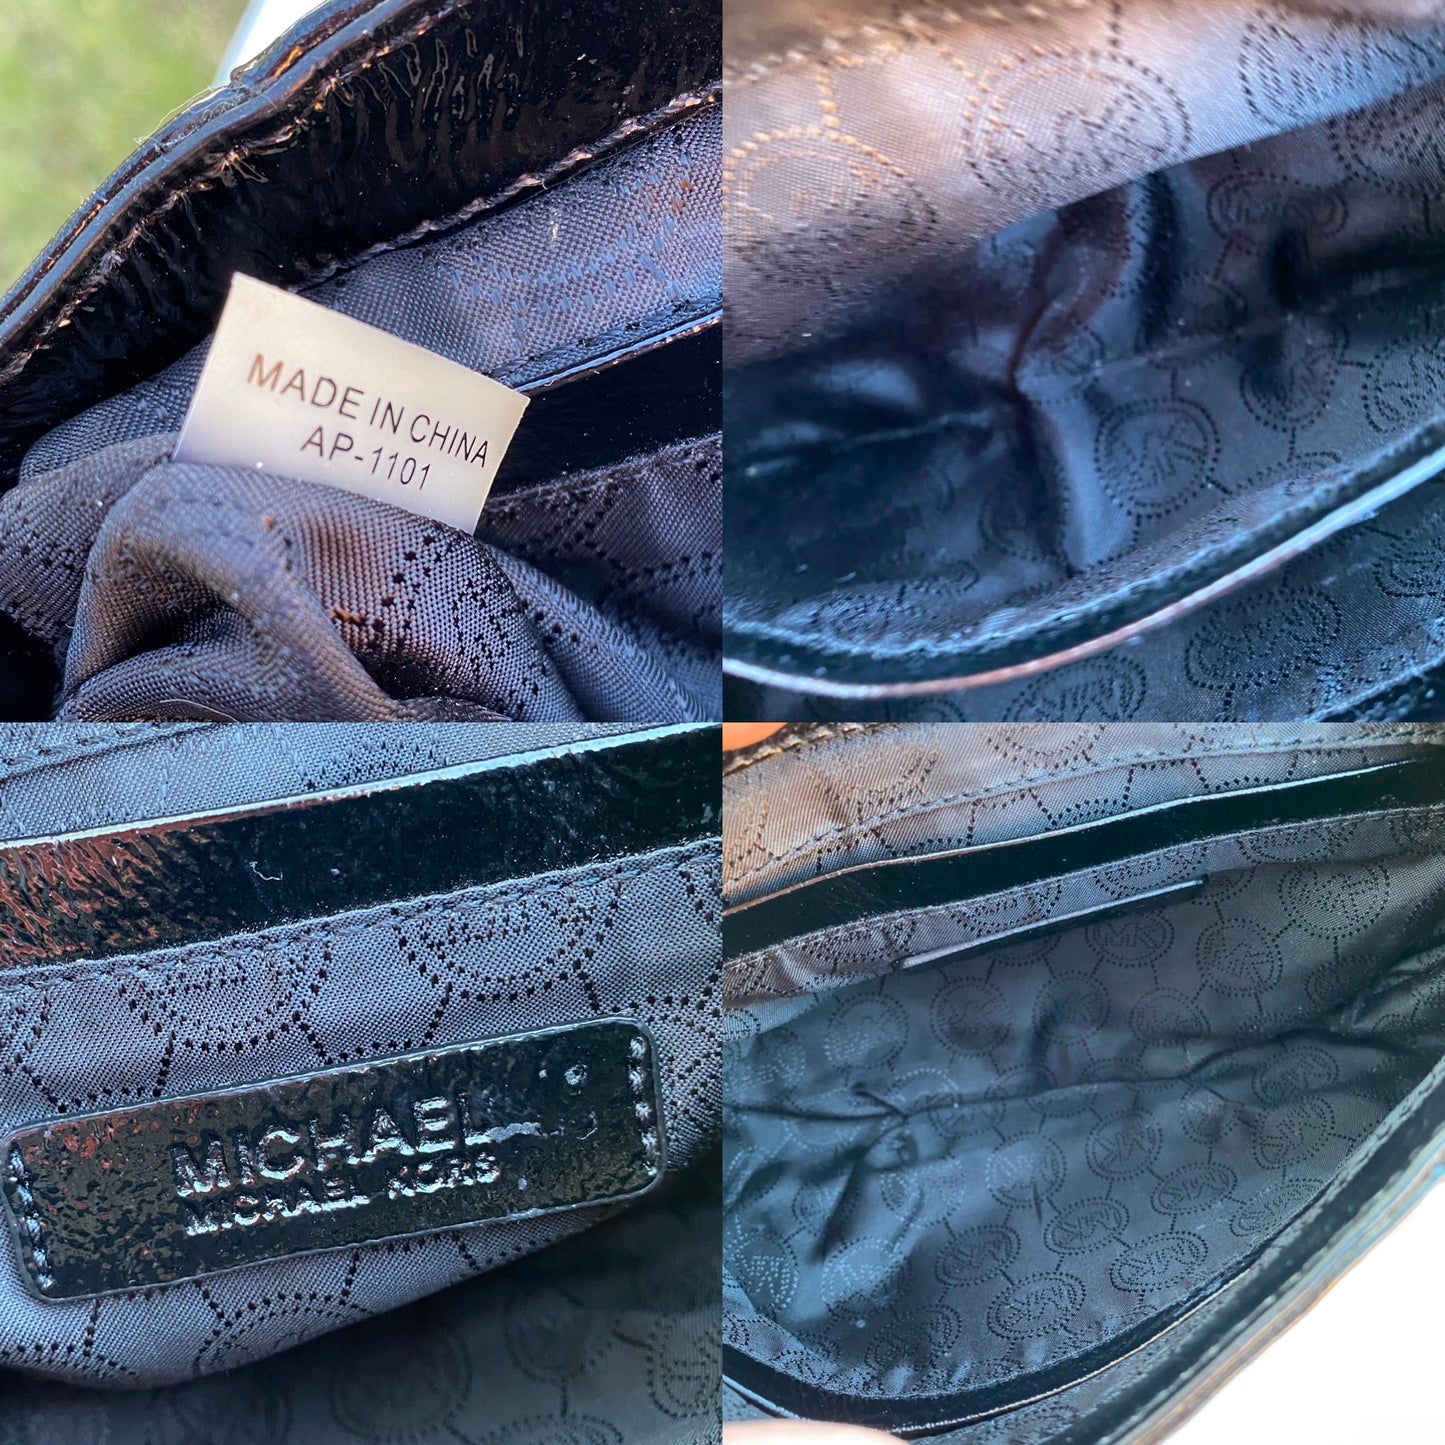 MADE IN CHINA
AP-1101
MICHAEL
MICHAEL KORS